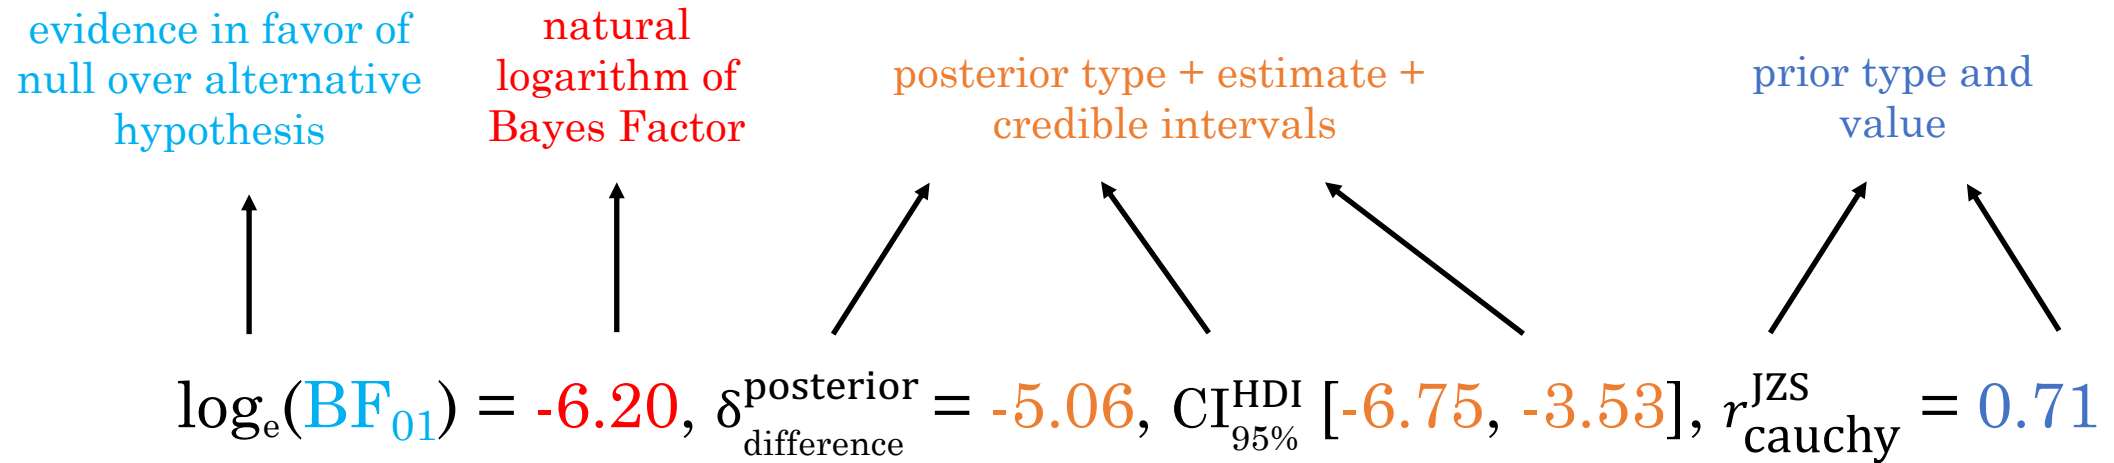 evidence in favor of
null over alternative
hypothesis
natural
logarithm of
Bayes Factor
posterior type + estimate +
credible intervals
prior type and
value
logₑ(BF₀₁) = -6.20, δ posterior difference = -5.06, CI HDI 95% [-6.75, -3.53], r JZS cauchy = 0.71